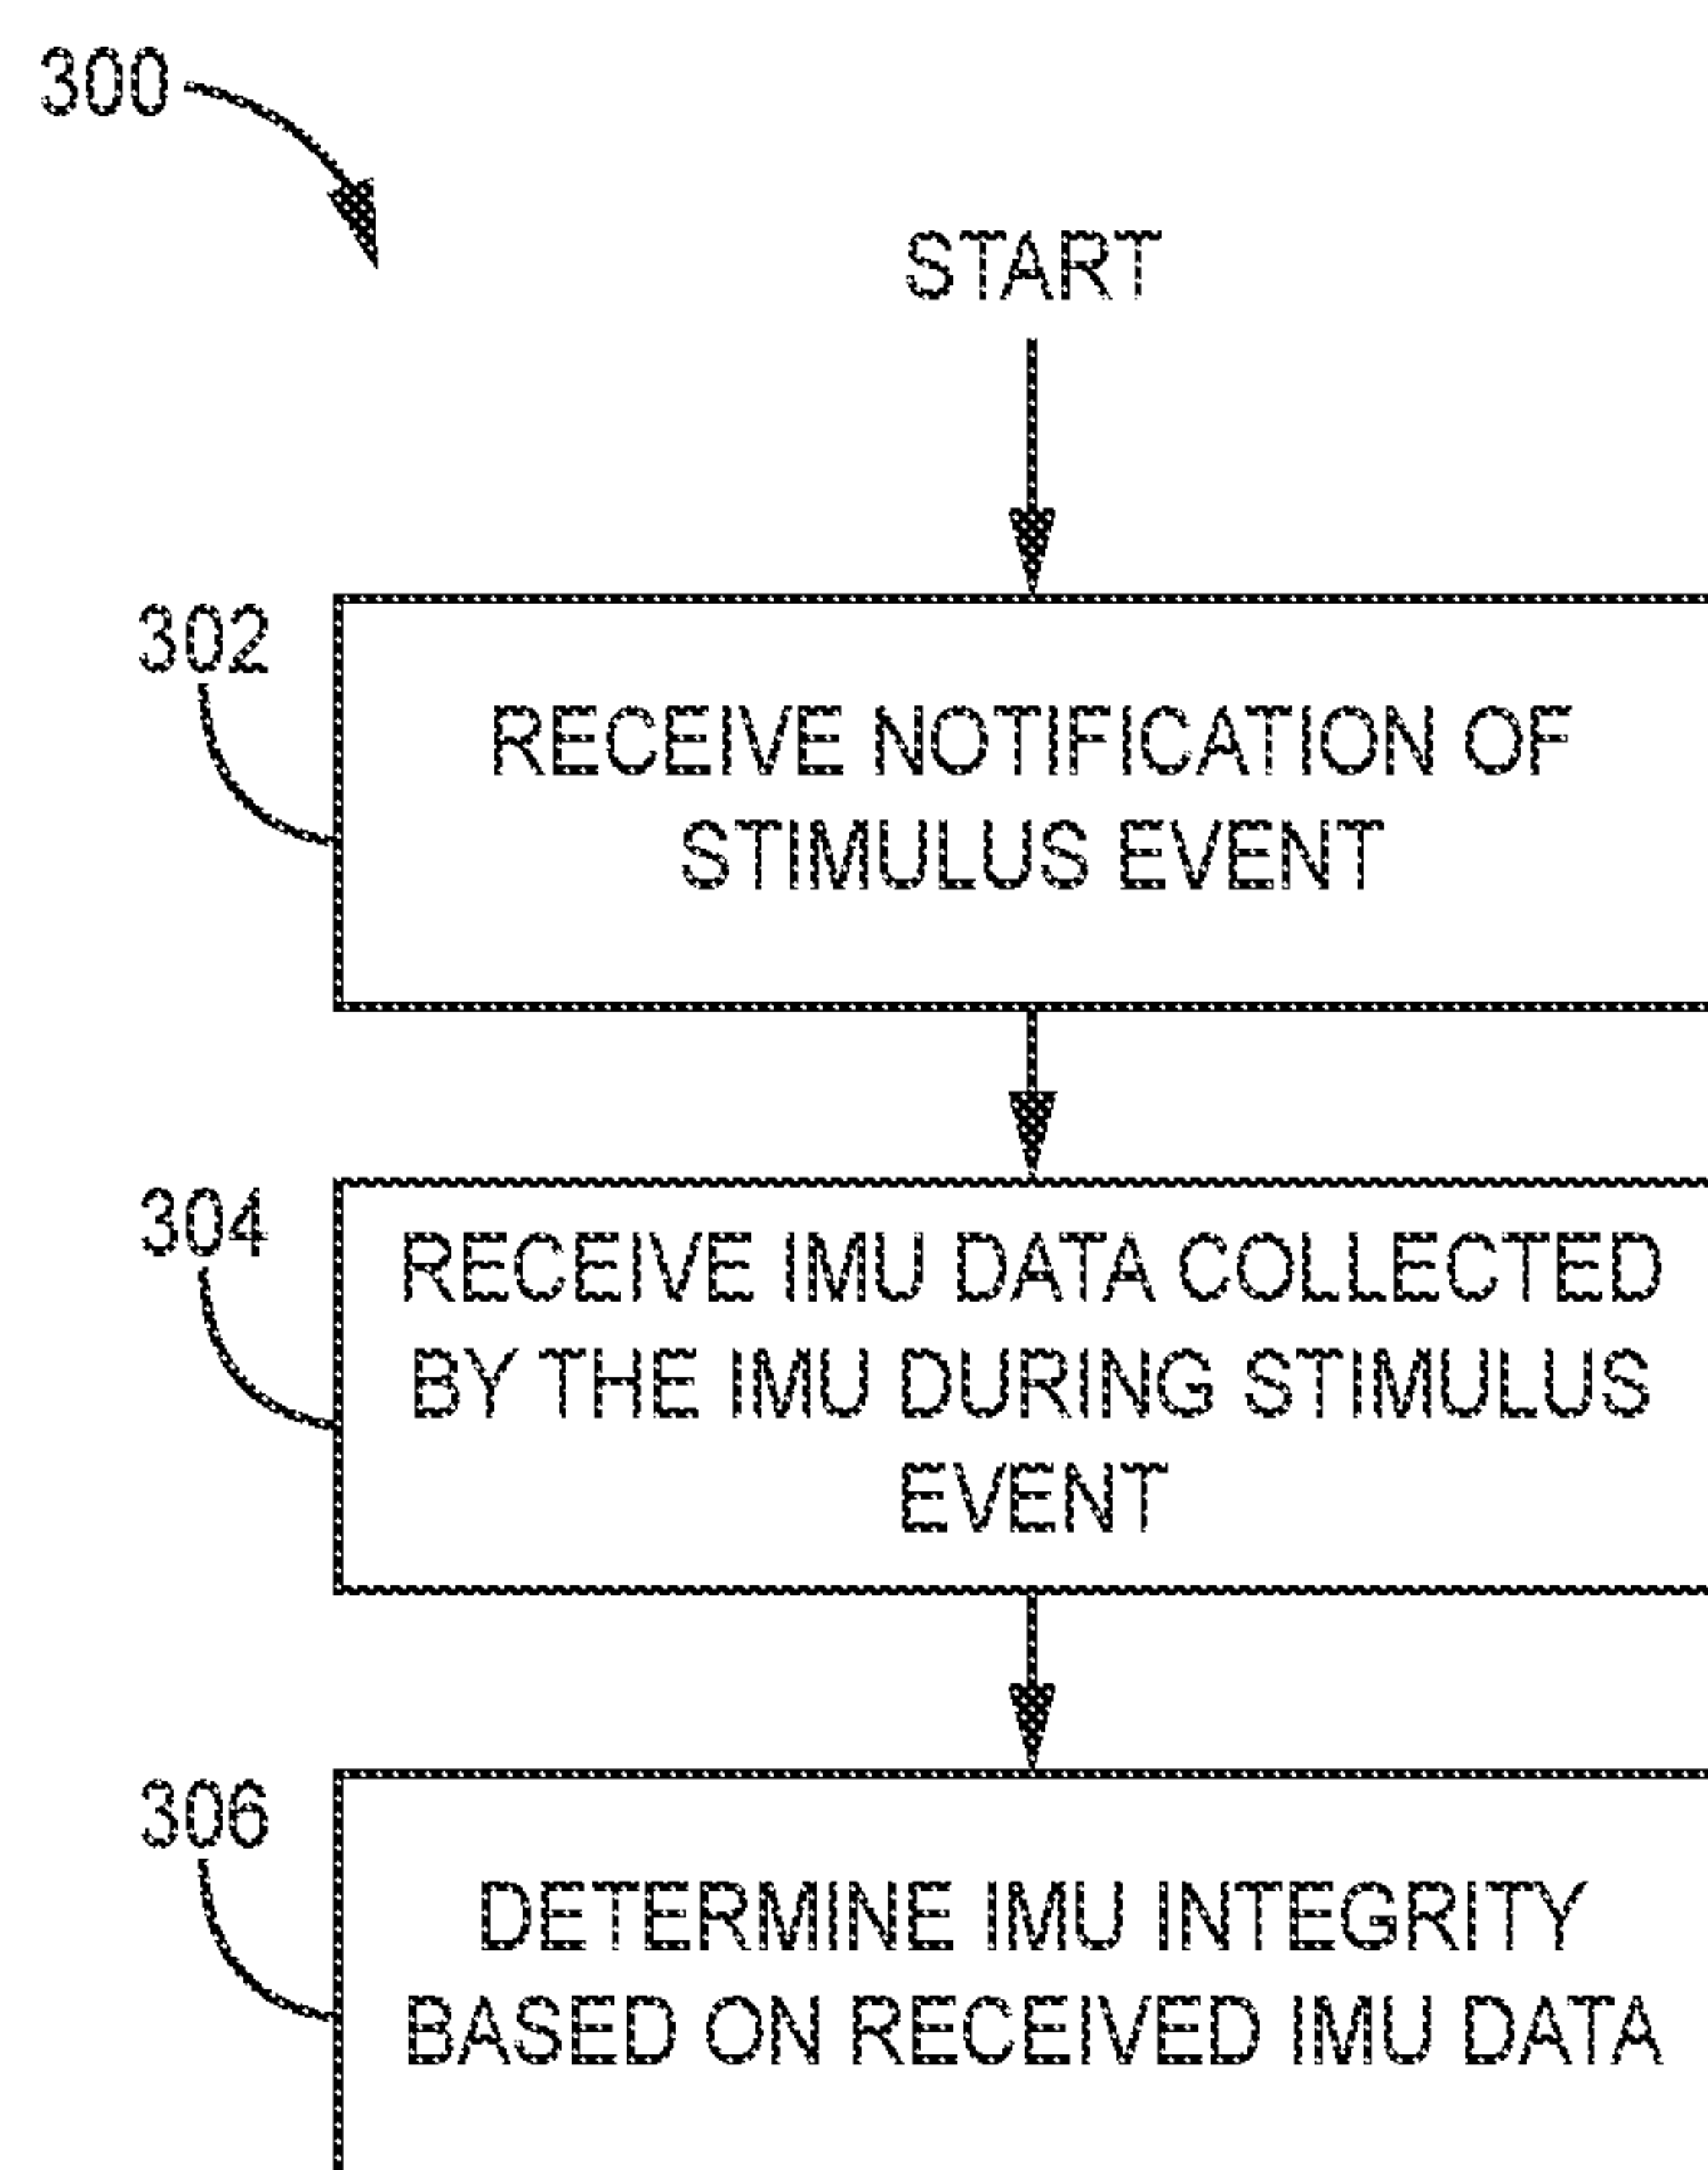 300
START
302
RECEIVE NOTIFICATION OF
STIMULUS EVENT
304
RECEIVE IMU DATA COLLECTED
BY THE IMU DURING STIMULUS
EVENT
306
DETERMINE IMU INTEGRITY
BASED ON RECEIVED IMU DATA